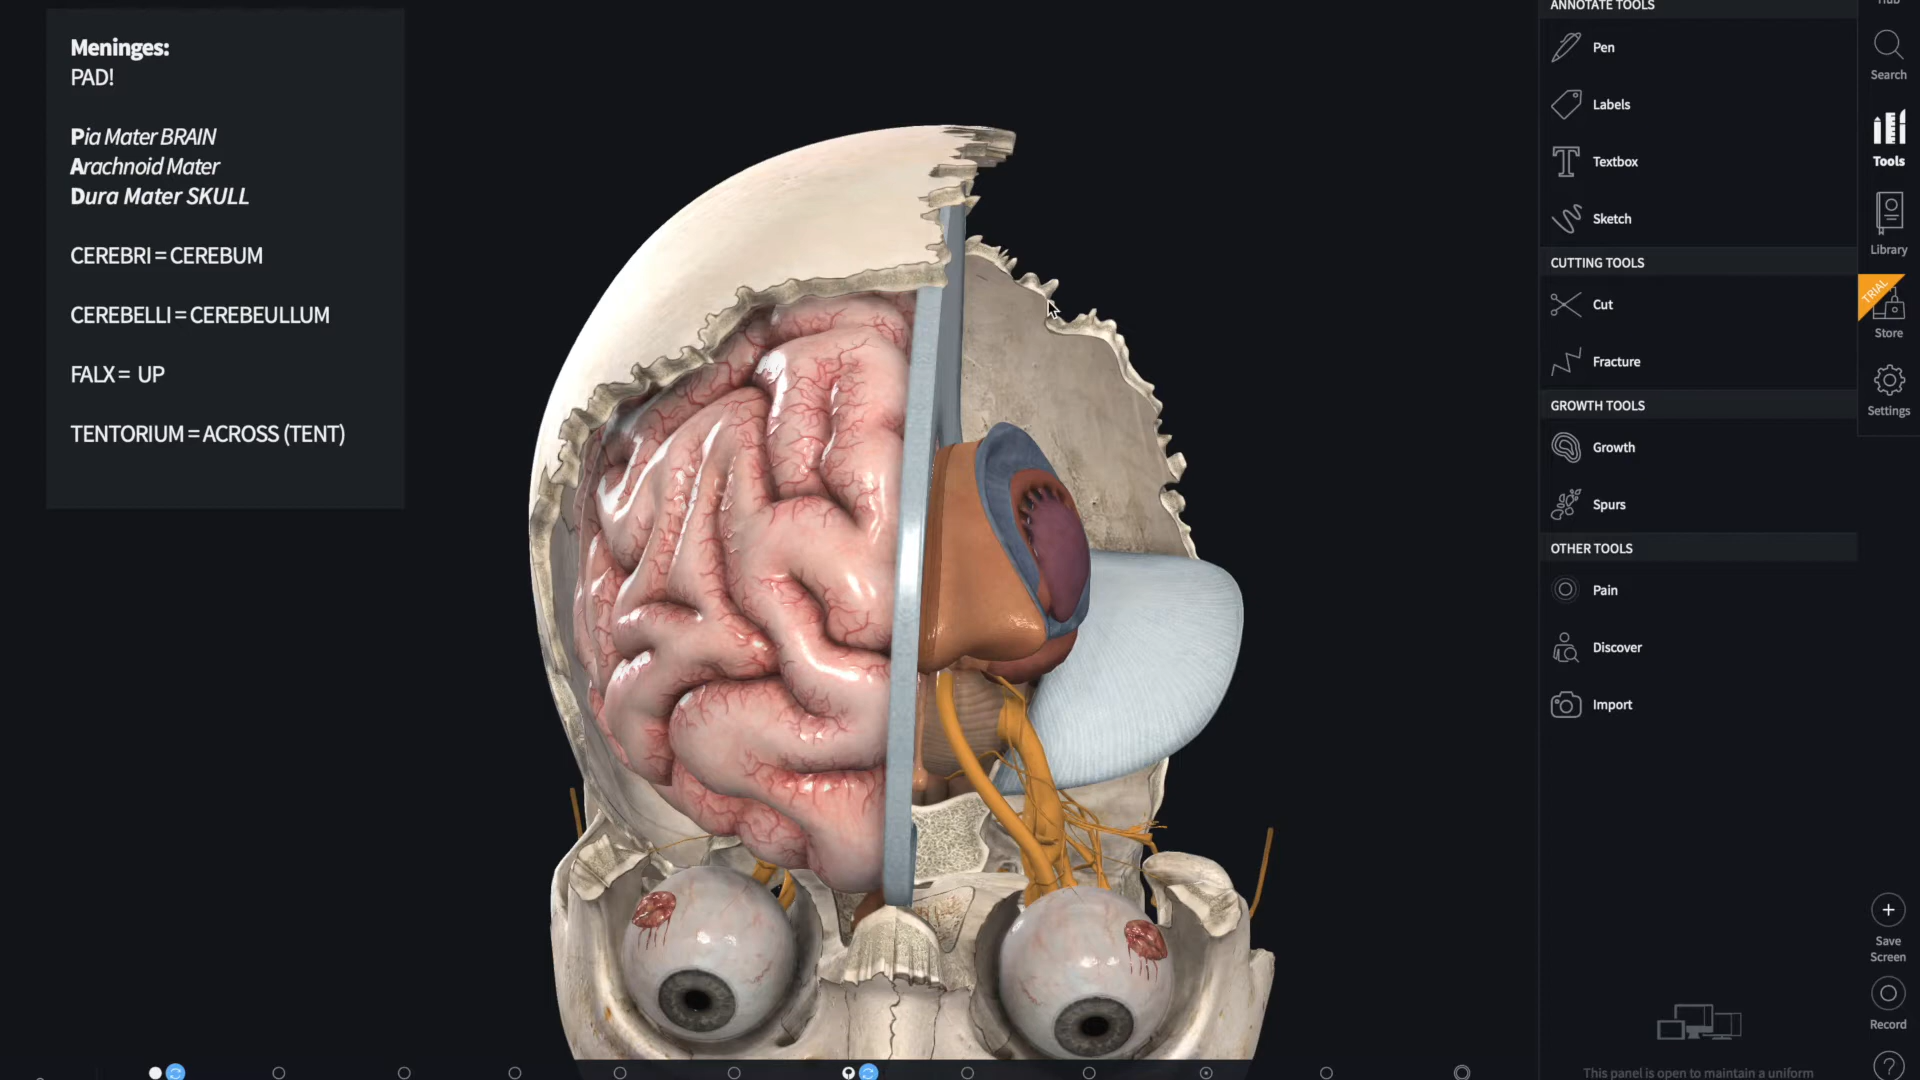 Meninges:
PAD!
Pia Mater BRAIN
Arachnoid Mater
Dura Mater SKULL
CEREBRI = CEREBUM
CEREBELLI = CEREBEULLUM
FALX = UP
TENTORIUM = ACROSS (TENT)
ANNOTATE TOOLS
Pen
Labels
Textbox
Sketch
CUTTING TOOLS
Cut
Fracture
GROWTH TOOLS
Growth
Spurs
OTHER TOOLS
Pain
Discover
Import
This panel is open to maintain a uniform
Hub
Search
Tools
Library
TRIAL
Store
Settings
+
Save
Screen
Record
?